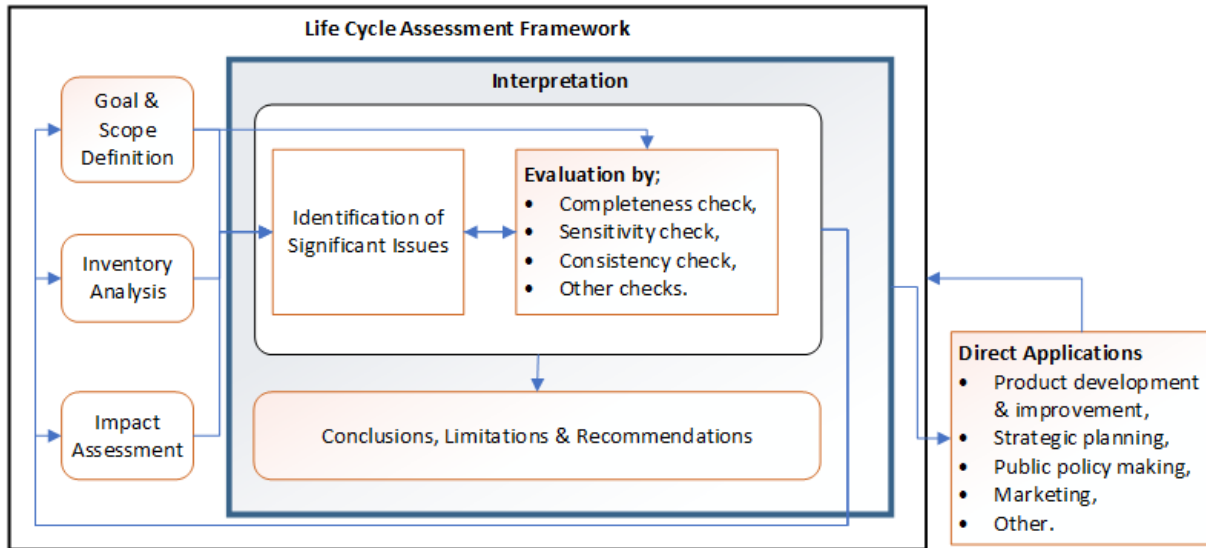 Life Cycle Assessment Framework
Interpretation
Goal &
Scope
Definition
Inventory
Analysis
Impact
Assessment
Identification of
Significant Issues
Evaluation by;
• Completeness check,
• Sensitivity check,
• Consistency check,
• Other checks.
Conclusions, Limitations & Recommendations
Direct Applications
• Product development
& improvement,
• Strategic planning,
• Public policy making,
• Marketing,
• Other.